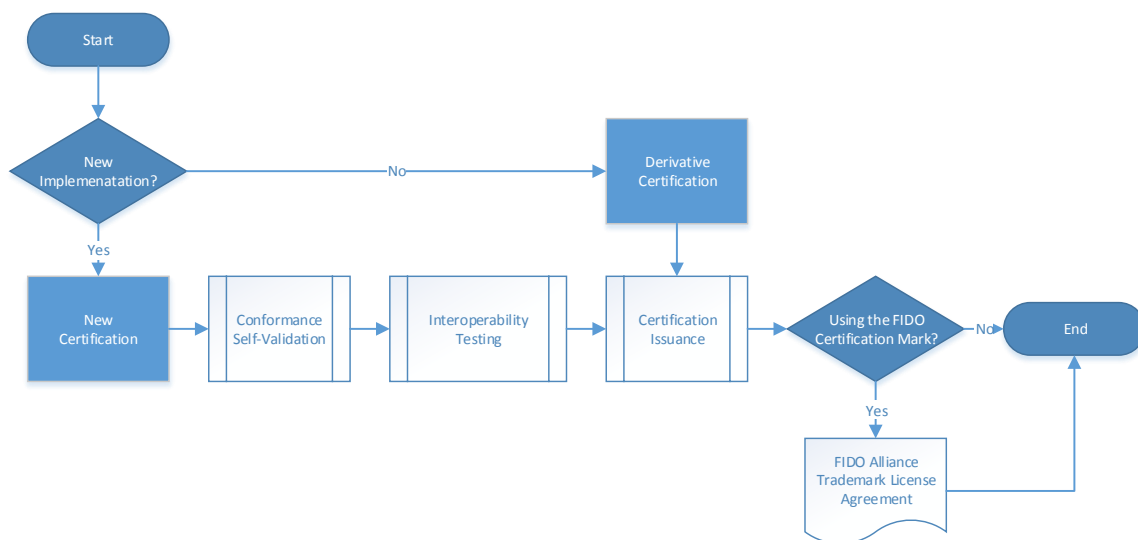 Start
New
Implemenatation?
No
Derivative
Certification
Yes
New
Certification
Conformance
Self-Validation
Interoperability
Testing
Certification
Issuance
Using the FIDO
Certification Mark?
No
End
Yes
FIDO Alliance
Trademark License
Agreement